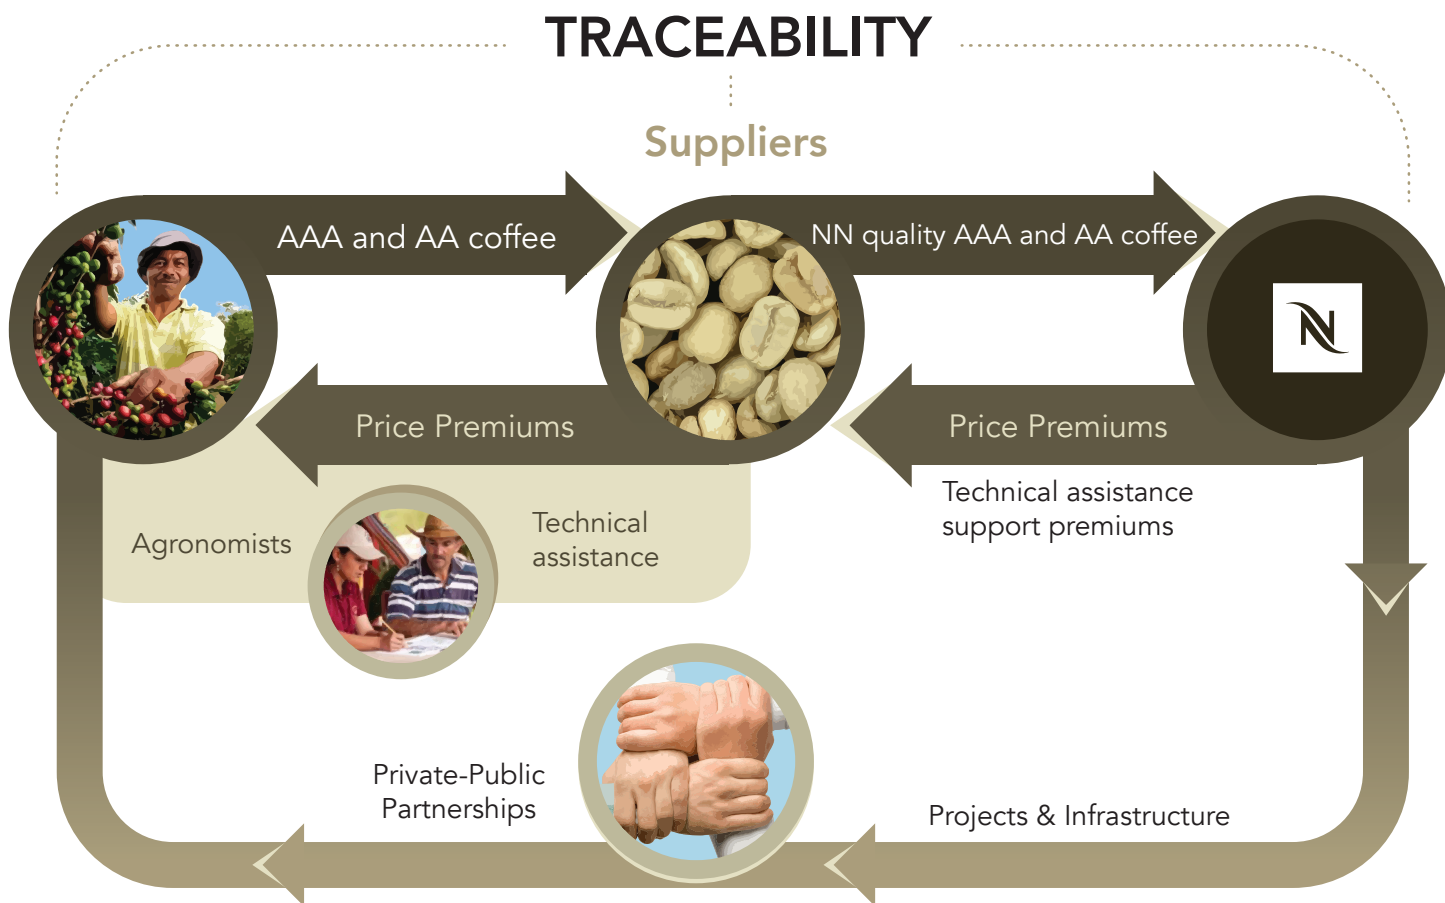 TRACEABILITY
Suppliers
AAA and AA coffee
NN quality AAA and AA coffee
N
Price Premiums
Price Premiums
Technical assistance
support premiums
Agronomists
Technical
assistance
Private-Public
Partnerships
Projects & Infrastructure